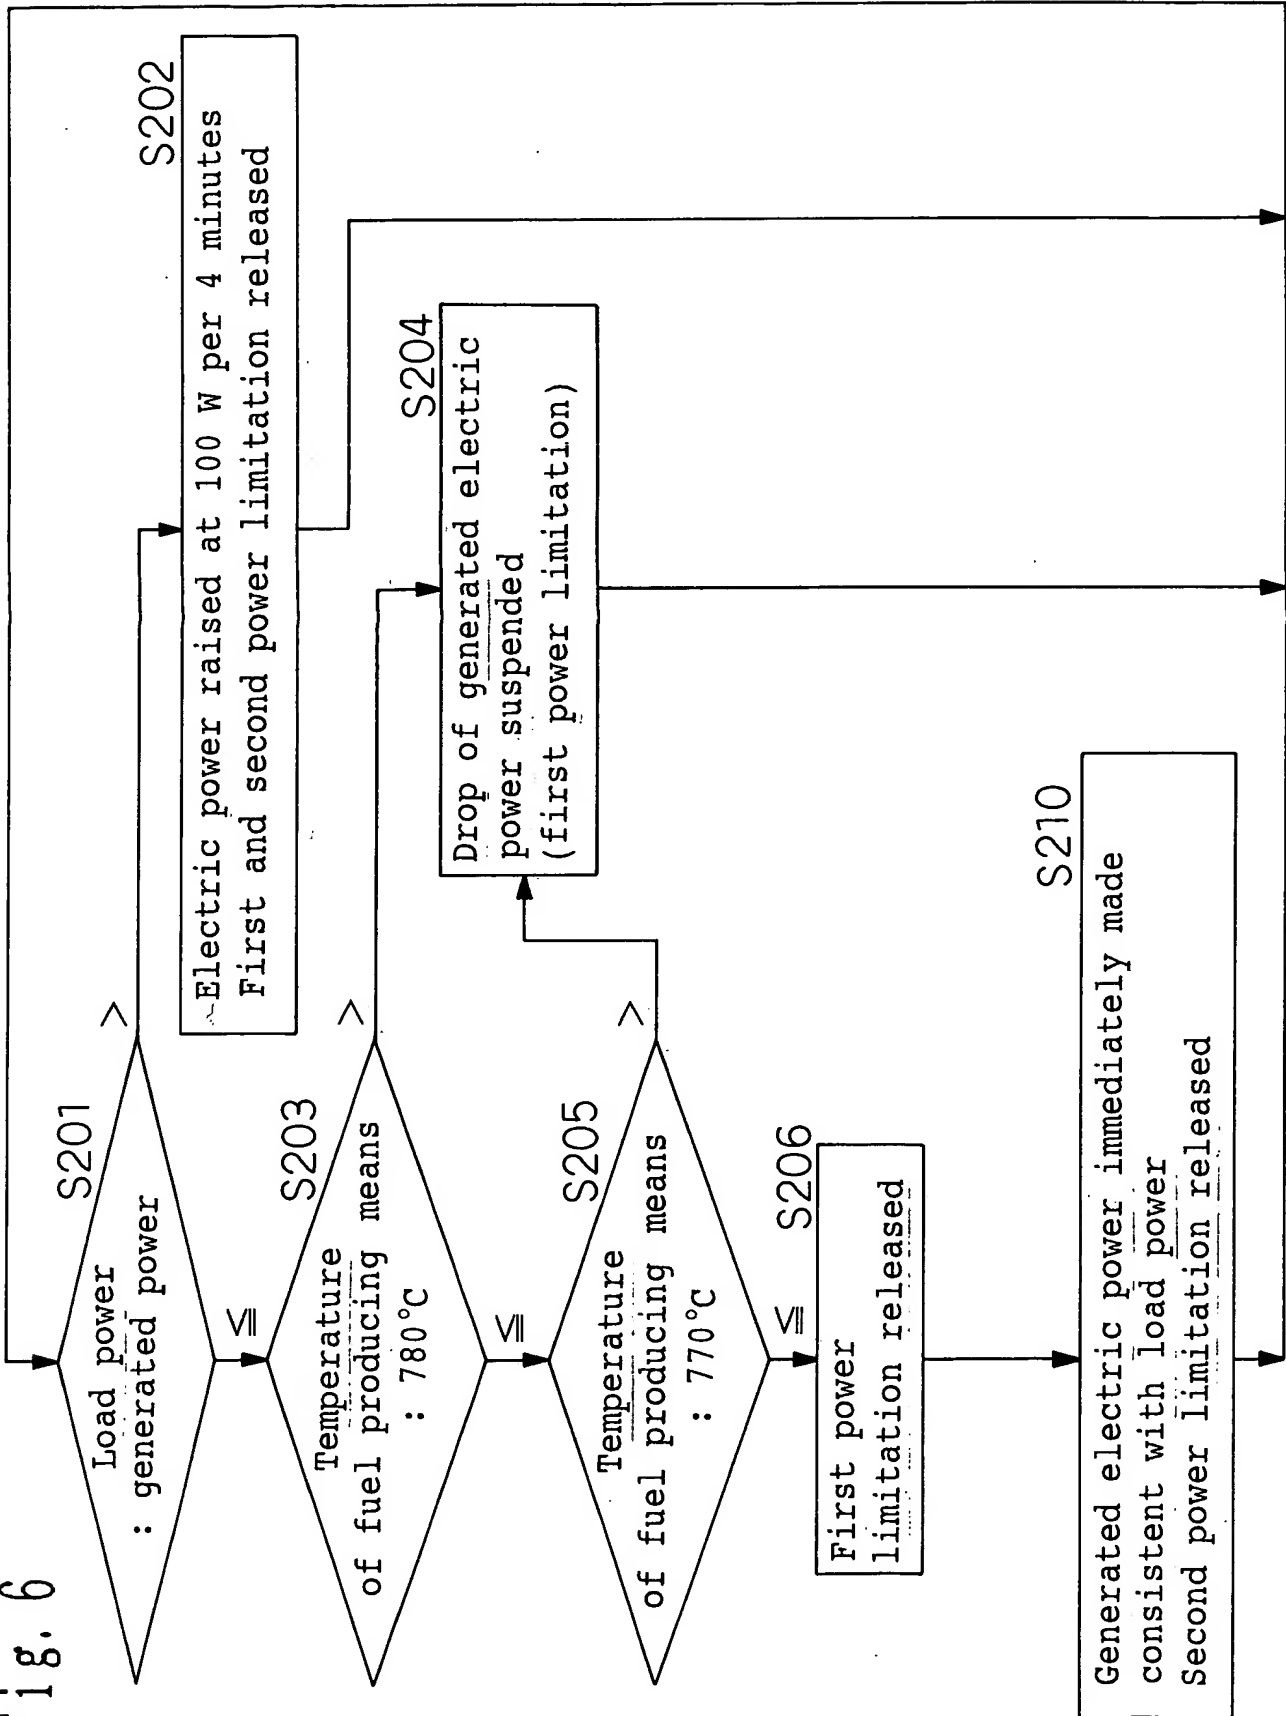 Fig. 6
S201
Load power
: generated power
>
≦
S202
Electric power raised at 100 W per 4 minutes
First and second power limitation released
S203
Temperature
of fuel producing means
: 780°C
>
≦
S204
Drop of generated electric
power suspended
(first power limitation)
S205
Temperature
of fuel producing means
: 770°C
>
≦
S206
First power
limitation released
S210
Generated electric power immediately made
consistent with load power
Second power limitation released